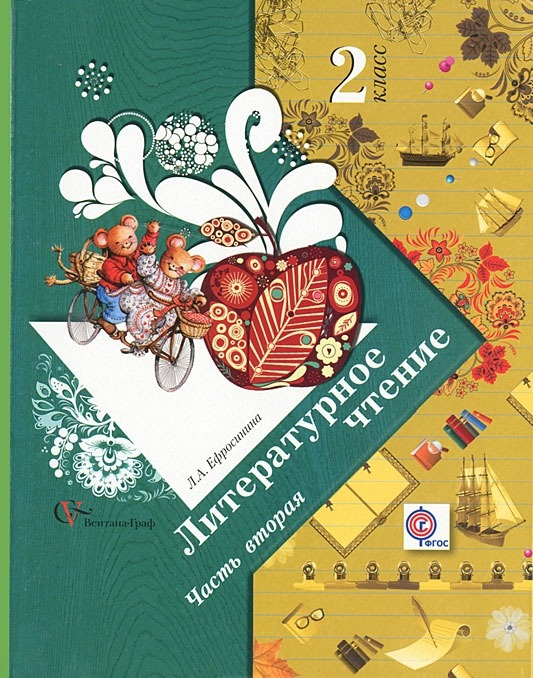 2
класс
Л.А. Ефросинина
Литературное
чтение
Часть вторая
Вентана-Граф
ФГОС